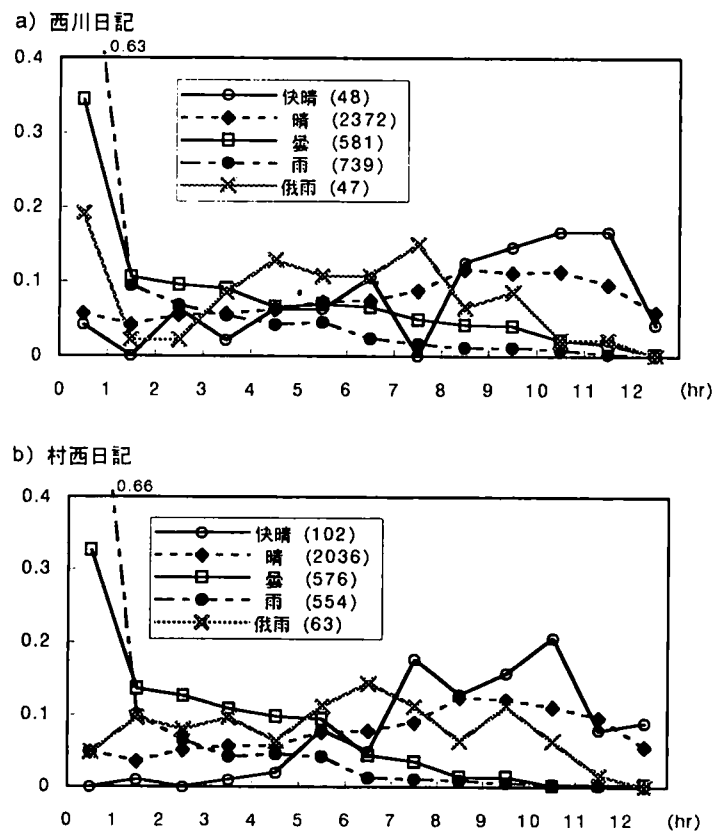 a) 西川日記
0.63
0.4
0.3
0.2
0.1
0
快晴 (48)
晴 (2372)
曇 (581)
雨 (739)
俄雨 (47)
0 1 2 3 4 5 6 7 8 9 10 11 12 (hr)
b) 村西日記
0.66
0.4
0.3
0.2
0.1
0
快晴 (102)
晴 (2036)
曇 (576)
雨 (554)
俄雨 (63)
0 1 2 3 4 5 6 7 8 9 10 11 12 (hr)